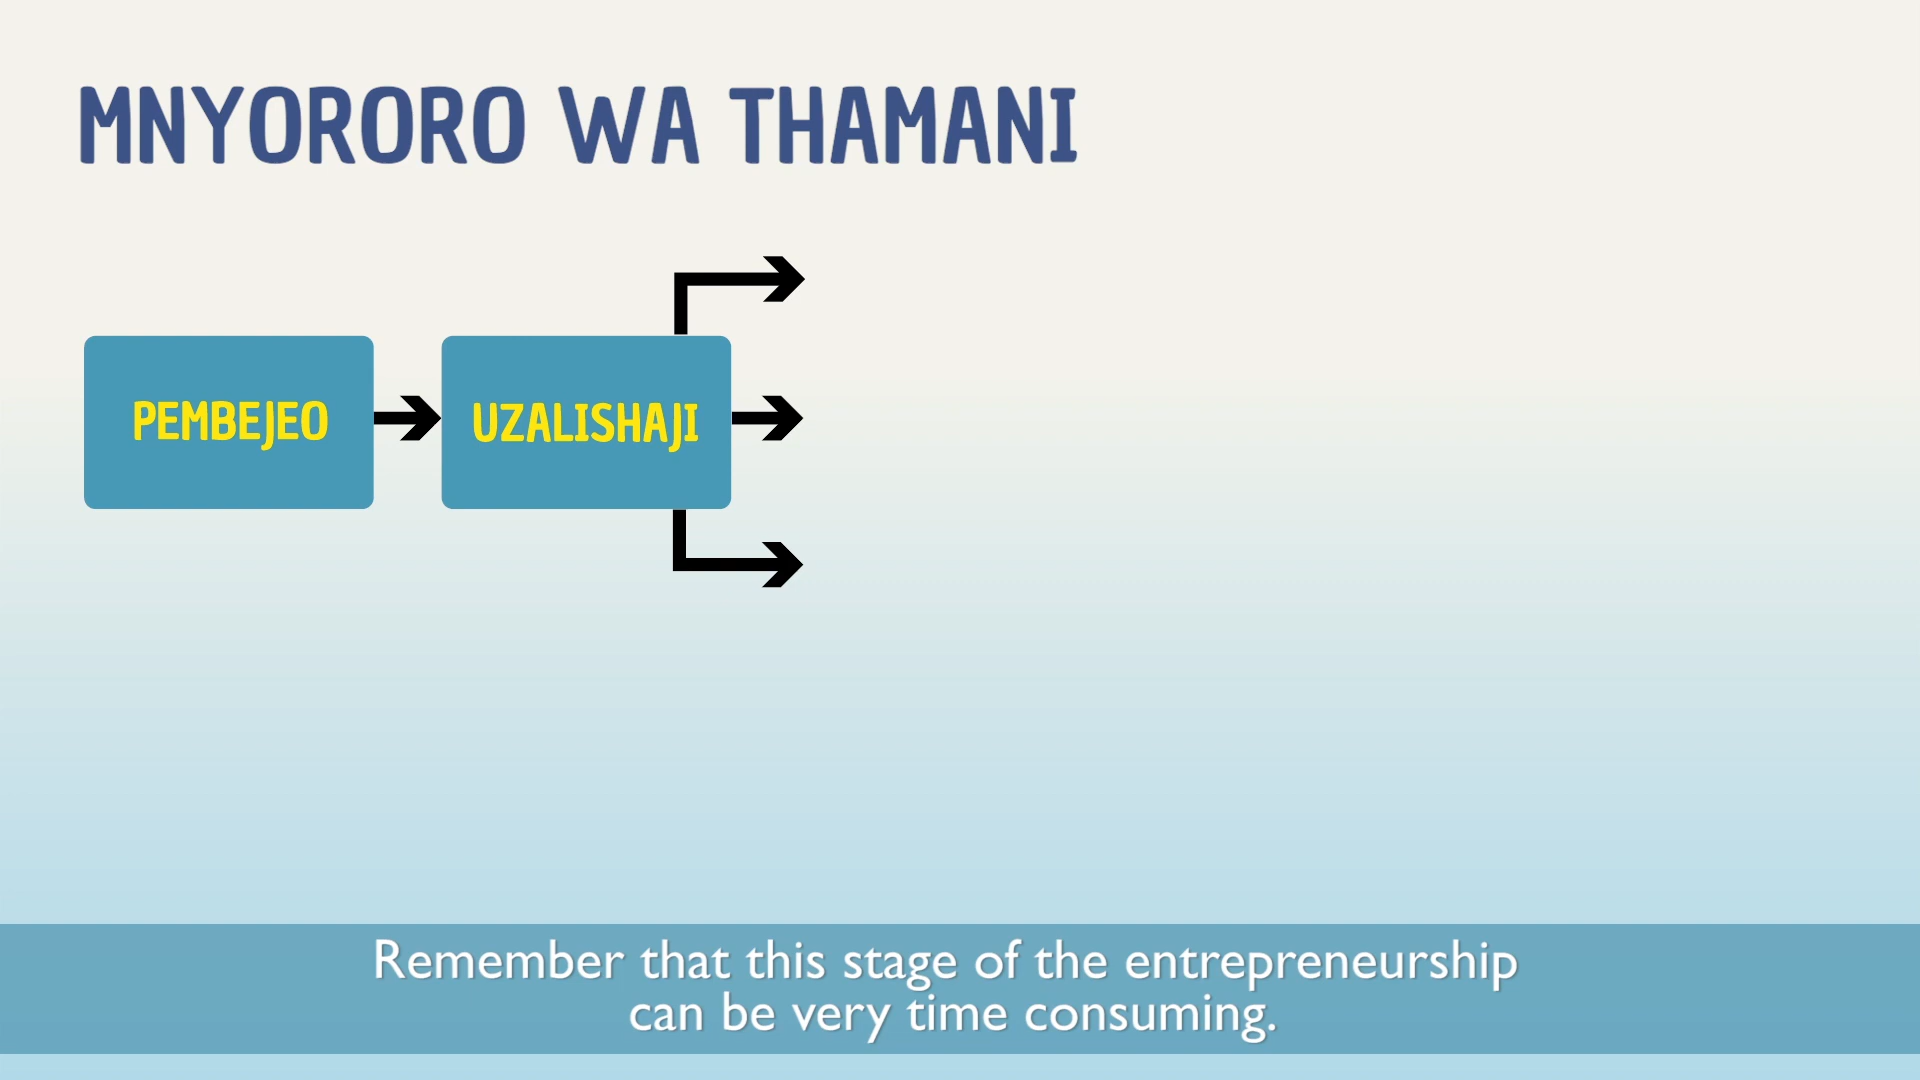 MNYORORO WA THAMANI
PEMBEJEO
UZALISHAJI
Remember that this stage of the entrepreneurship
can be very time consuming.